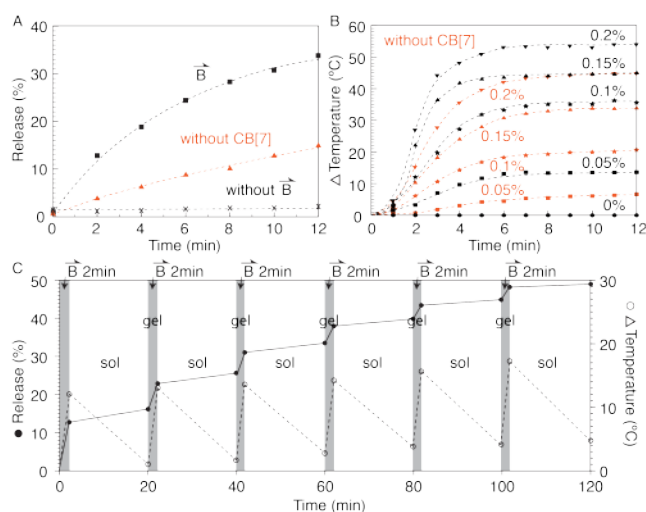 A
40
30
20
10
0
Release (%)
B
without CB[7]
without B
0
2
4
6
8
10
12
Time (min)
B
60
50
40
30
20
10
0
△ Temperature (°C)
without CB[7]
0.2%
0.15%
0.2%
0.1%
0.15%
0.1%
0.05%
0.05%
0%
0
2
4
6
8
10
12
Time (min)
C
B 2min
B 2min
B 2min
B 2min
B 2min
B 2min
50
40
30
20
10
0
● Release (%)
gel
gel
gel
gel
gel
sol
sol
sol
sol
sol
sol
30
20
10
0
○ △ Temperature (°C)
0
20
40
60
80
100
120
Time (min)